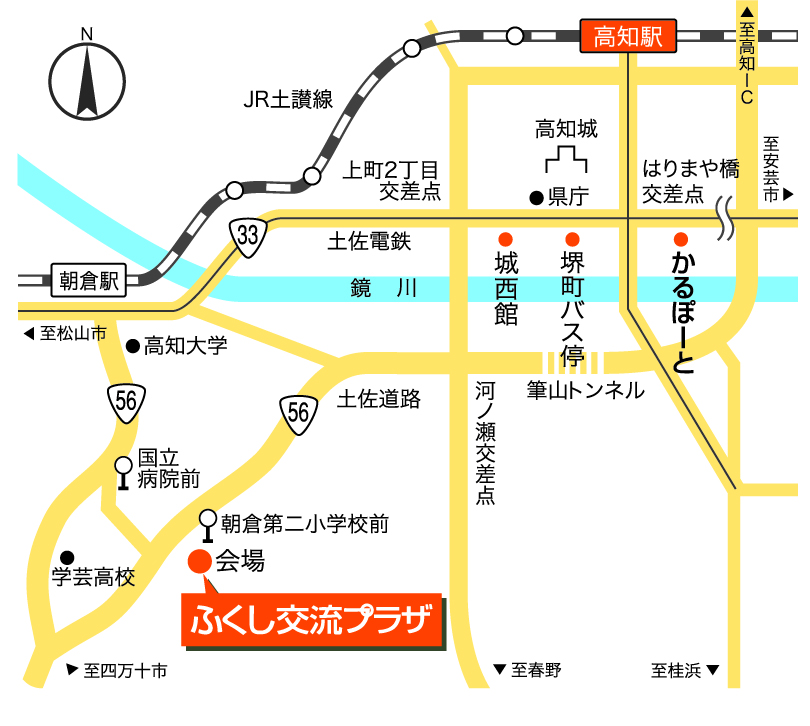 N
高知駅
▲至高知IC
JR土讃線
高知城
上町2丁目
交差点
県庁
はりまや橋
交差点
至安芸市▶
33
土佐電鉄
朝倉駅
鏡 川
城西館
堺町バス停
かるぽーと
◀至松山市
高知大学
56
56
土佐道路
河ノ瀬交差点
筆山トンネル
国立
病院前
朝倉第二小学校前
学芸高校
会場
ふくし交流プラザ
至四万十市
▼至春野
至桂浜▼